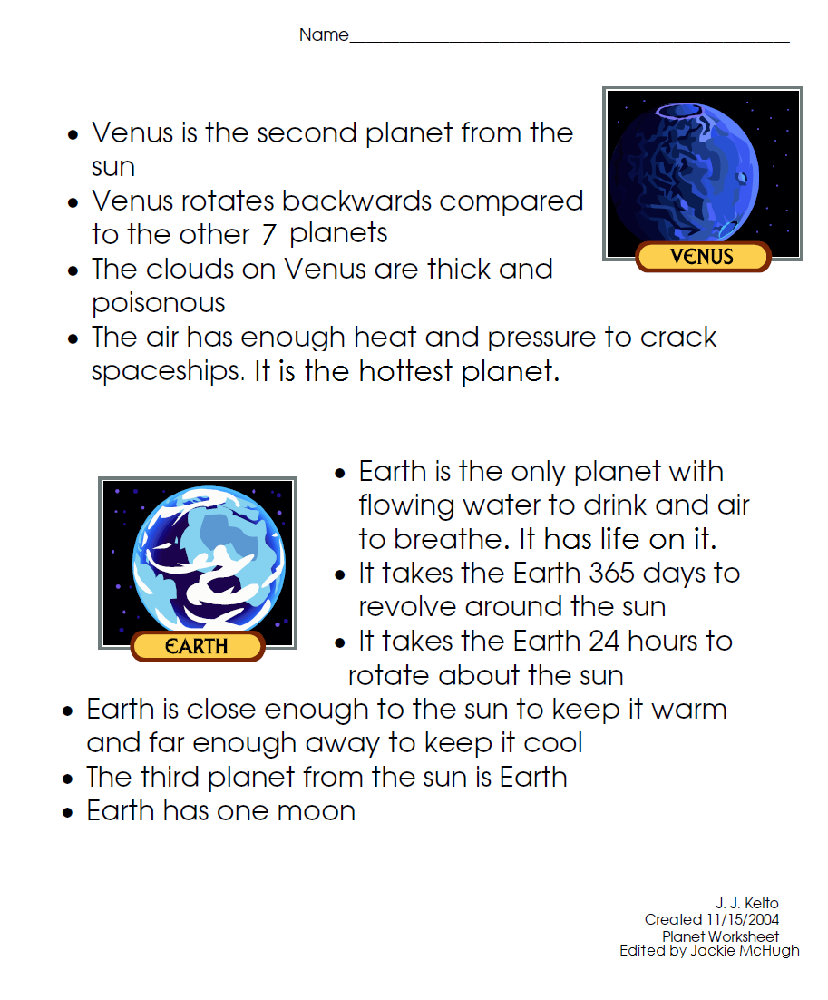 Name______________________________________________
• Venus is the second planet from the
sun
• Venus rotates backwards compared
to the other 7 planets
• The clouds on Venus are thick and
poisonous
• The air has enough heat and pressure to crack
spaceships. It is the hottest planet.
VENUS
• Earth is the only planet with
flowing water to drink and air
to breathe. It has life on it.
• It takes the Earth 365 days to
revolve around the sun
• It takes the Earth 24 hours to
rotate about the sun
EARTH
• Earth is close enough to the sun to keep it warm
and far enough away to keep it cool
• The third planet from the sun is Earth
• Earth has one moon
J. J. Kelto
Created 11/15/2004
Planet Worksheet
Edited by Jackie McHugh